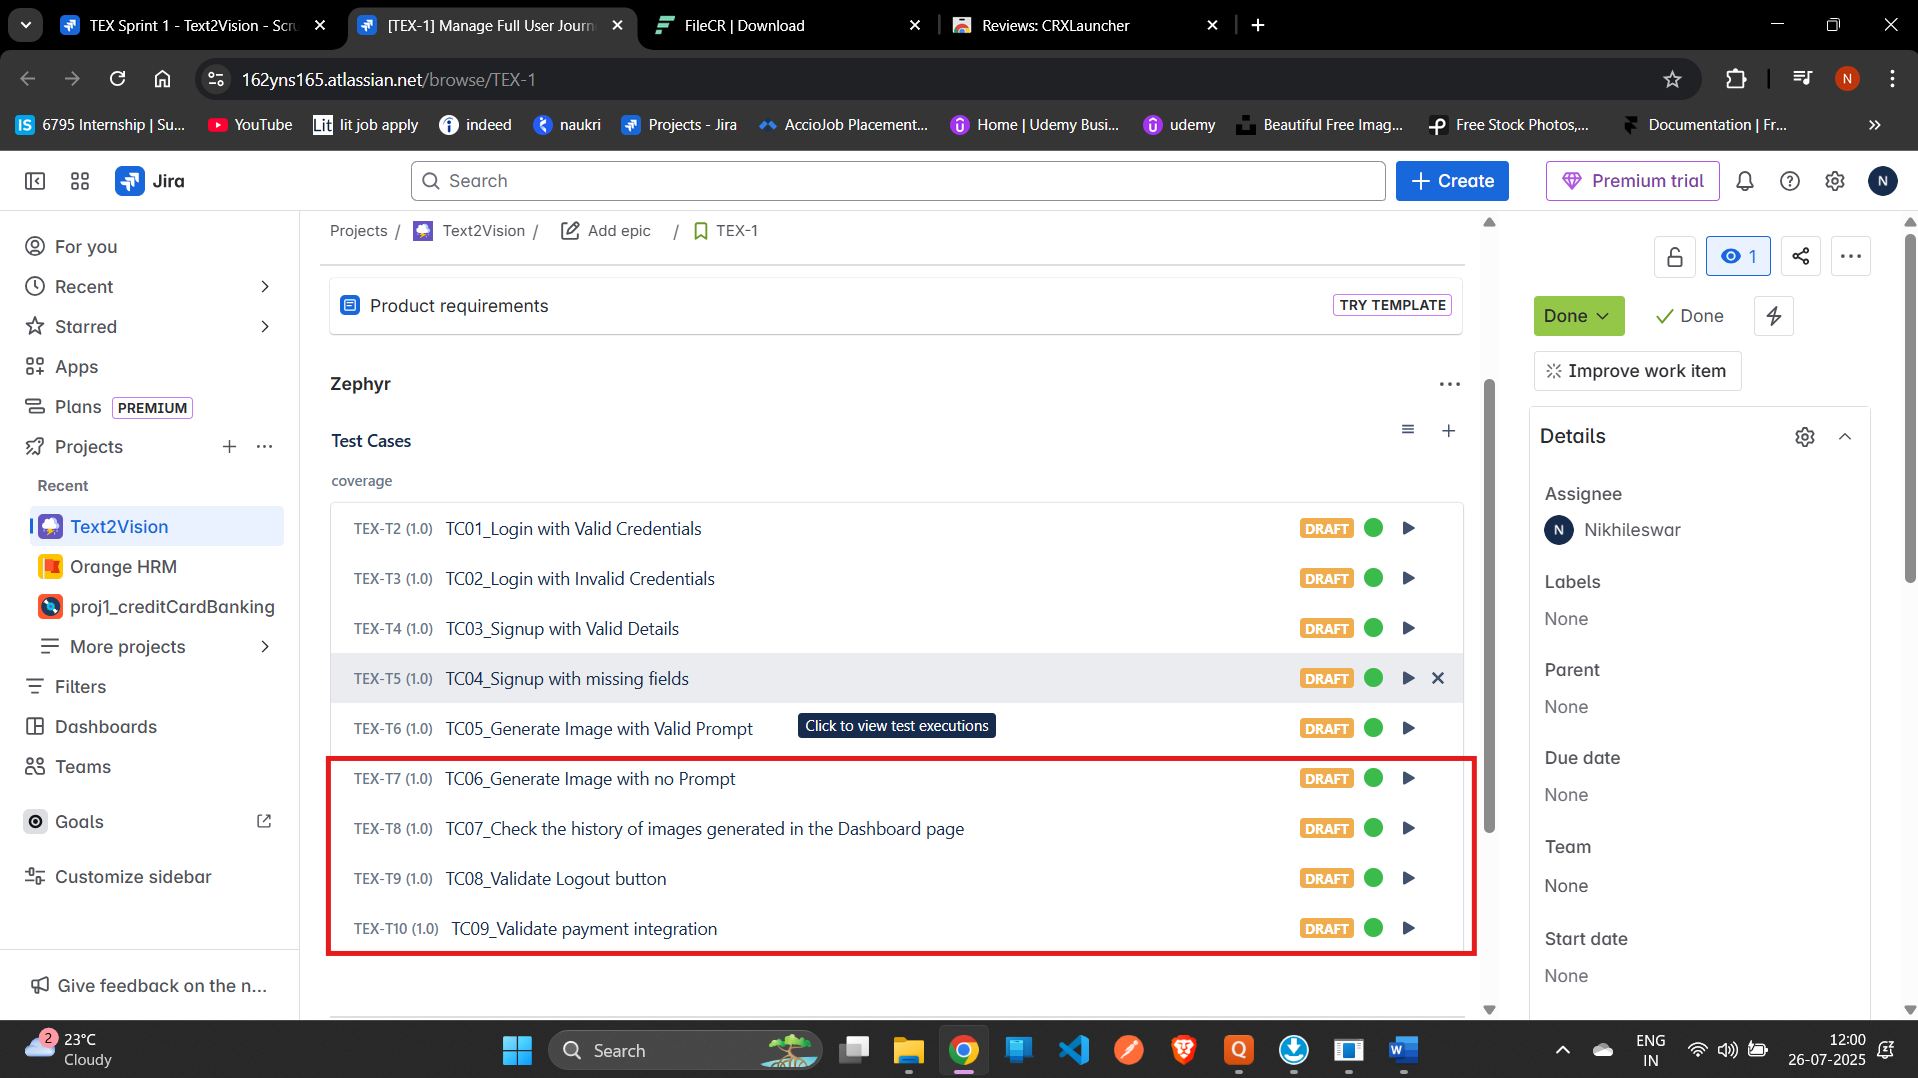 TEX Sprint 1 - Text2Vision - Scru
[TEX-1] Manage Full User Journ
FileCR | Download
Reviews: CRXLauncher
162yns165.atlassian.net/browse/TEX-1
N
IS 6795 Internship | Su...
YouTube
Lit lit job apply
indeed
naukri
Projects - Jira
AccioJob Placement...
Home | Udemy Busi...
udemy
Beautiful Free Imag...
Free Stock Photos,...
Documentation | Fr...
Jira
Search
Create
Premium trial
N
For you
Recent
Starred
Apps
Plans PREMIUM
Projects
Recent
Text2Vision
Orange HRM
proj1_creditCardBanking
More projects
Filters
Dashboards
Teams
Goals
Customize sidebar
Give feedback on the n...
Projects / Text2Vision / Add epic / TEX-1
Product requirements TRY TEMPLATE
Zephyr
Test Cases
coverage
TEX-T2 (1.0) TC01_Login with Valid Credentials DRAFT
TEX-T3 (1.0) TC02_Login with Invalid Credentials DRAFT
TEX-T4 (1.0) TC03_Signup with Valid Details DRAFT
TEX-T5 (1.0) TC04_Signup with missing fields DRAFT
TEX-T6 (1.0) TC05_Generate Image with Valid Prompt DRAFT
Click to view test executions
TEX-T7 (1.0) TC06_Generate Image with no Prompt DRAFT
TEX-T8 (1.0) TC07_Check the history of images generated in the Dashboard page DRAFT
TEX-T9 (1.0) TC08_Validate Logout button DRAFT
TEX-T10 (1.0) TC09_Validate payment integration DRAFT
1
Done
Done
Improve work item
Details
Assignee
N Nikhileswar
Labels
None
Parent
None
Due date
None
Team
None
Start date
None
2
23°C
Cloudy
Search
ENG
IN
12:00
26-07-2025